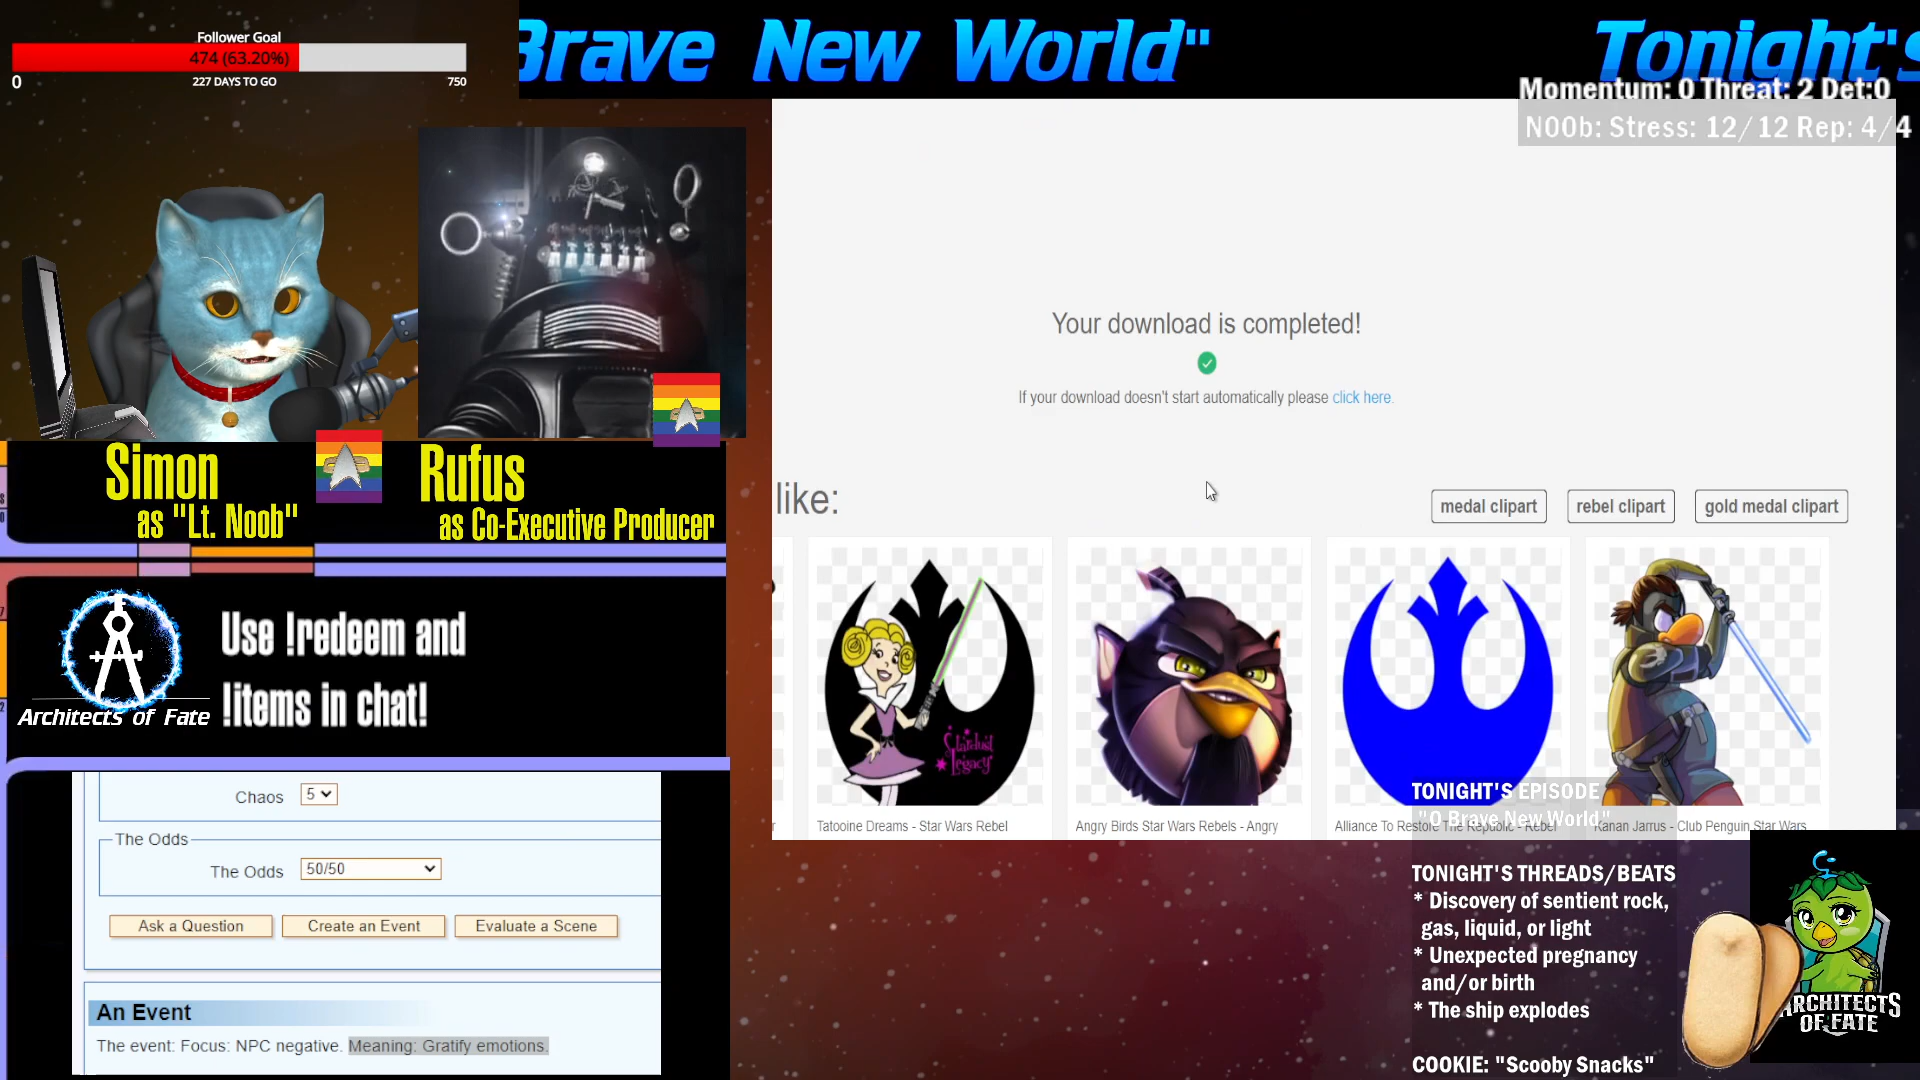 Follower Goal
474 (63.20%)
0
227 DAYS TO GO
750
Brave New World"
Tonight's
Momentum: 0 Threat: 2 Det:0
N00b: Stress: 12/12 Rep: 4/4
Your download is completed!
If your download doesn't start automatically please click here.
like:
medal clipart
rebel clipart
gold medal clipart
Stardust
Legacy
Tatooine Dreams - Star Wars Rebel
Angry Birds Star Wars Rebels - Angry
Alliance To Restore The Republic - Rebel
Kanan Jarrus - Club Penguin Star Wars
Simon
as "Lt. Noob"
Rufus
as Co-Executive Producer
Architects of Fate
Use !redeem and
!items in chat!
Chaos
5
The Odds
The Odds
50/50
Ask a Question
Create an Event
Evaluate a Scene
An Event
The event: Focus: NPC negative. Meaning: Gratify emotions.
TONIGHT'S EPISODE
"O Brave New World"
TONIGHT'S THREADS/BEATS
* Discovery of sentient rock,
gas, liquid, or light
* Unexpected pregnancy
and/or birth
* The ship explodes
COOKIE: "Scooby Snacks"
ARCHITECTS
OF FATE